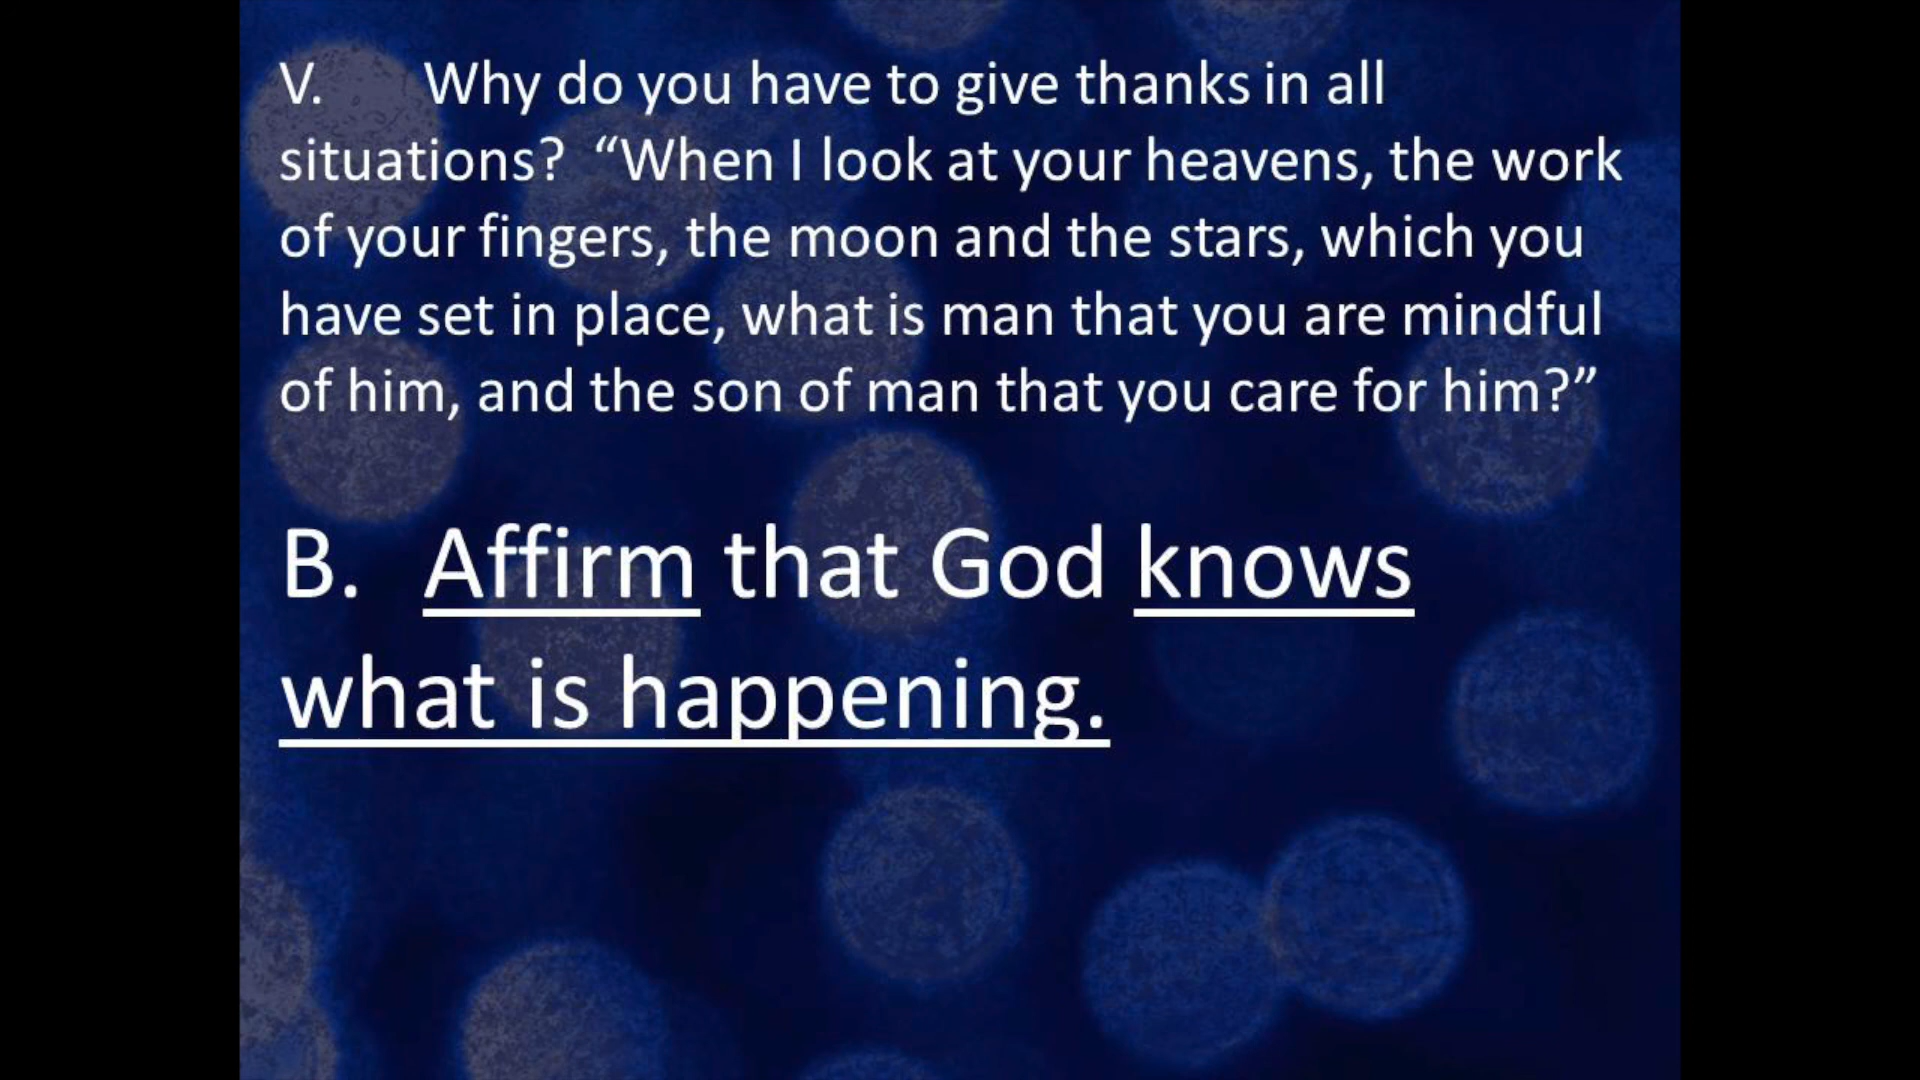 V. Why do you have to give thanks in all
situations? “When I look at your heavens, the work
of your fingers, the moon and the stars, which you
have set in place, what is man that you are mindful
of him, and the son of man that you care for him?”
B. Affirm that God knows
what is happening.